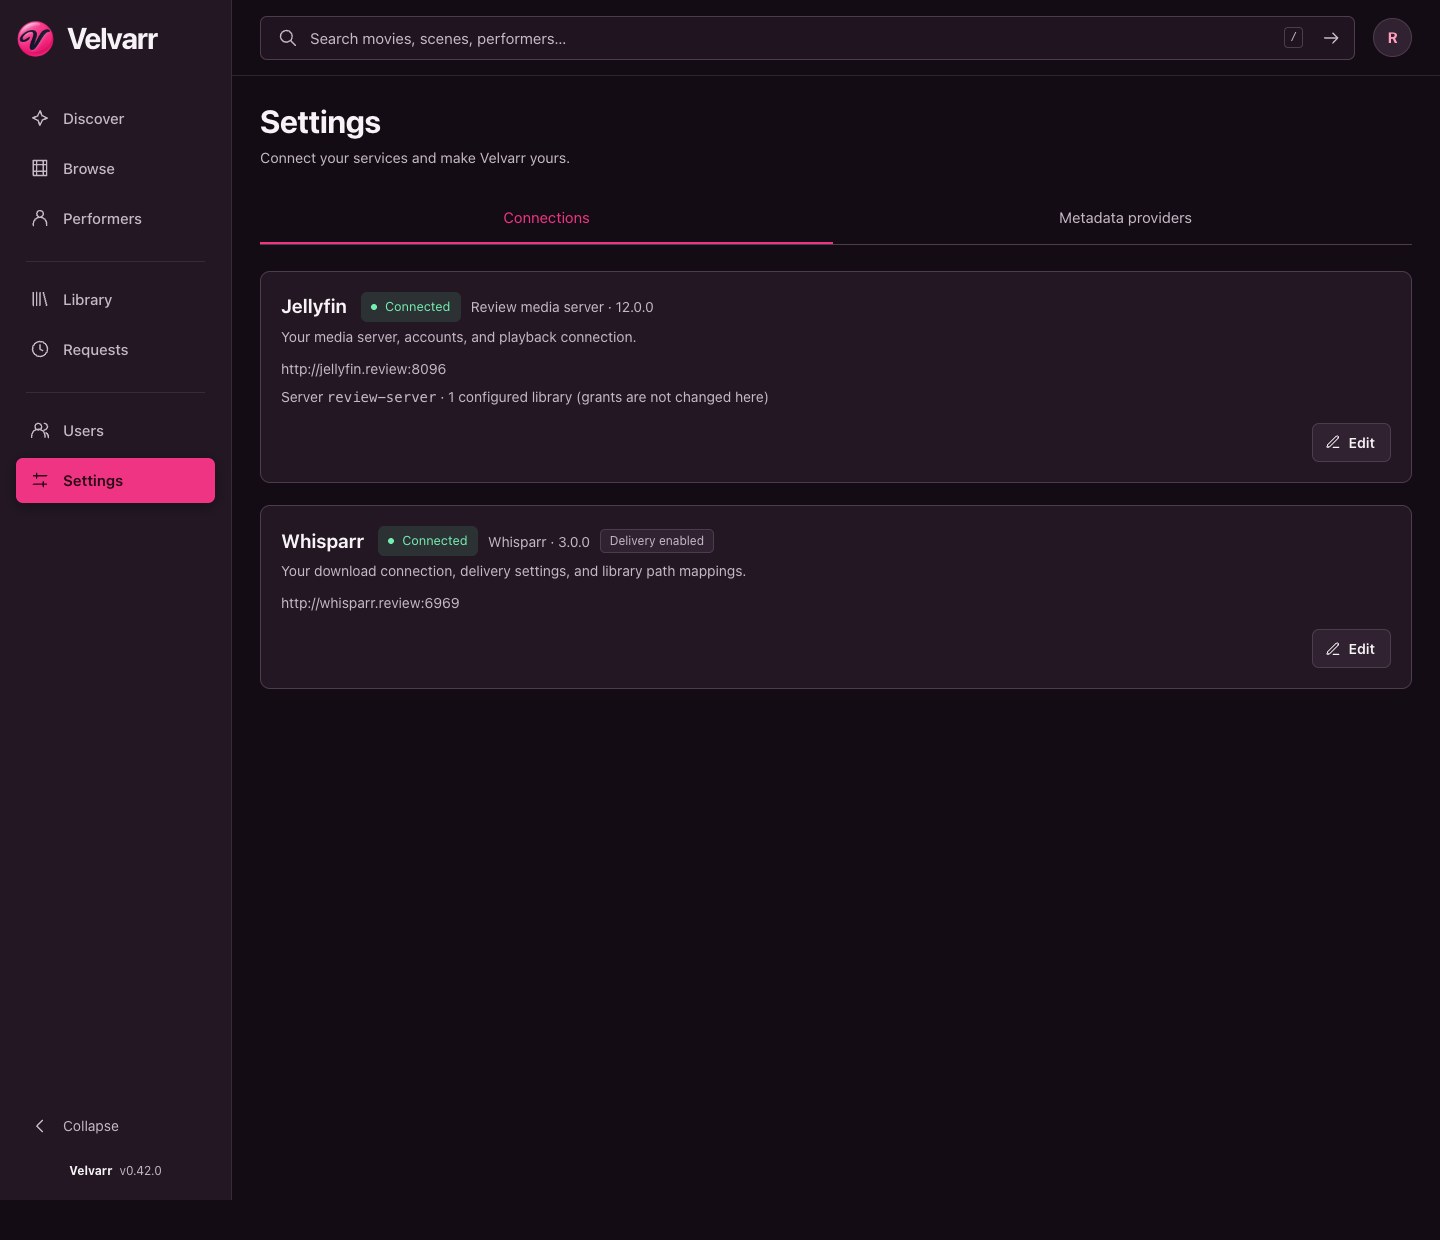 Velvarr
Search movies, scenes, performers...
/
R
Discover
Browse
Performers
Library
Requests
Users
Settings
Collapse
Velvarr v0.42.0
Settings
Connect your services and make Velvarr yours.
Connections
Metadata providers
Jellyfin Connected Review media server · 12.0.0
Your media server, accounts, and playback connection.
http://jellyfin.review:8096
Server review-server · 1 configured library (grants are not changed here)
Edit
Whisparr Connected Whisparr · 3.0.0 Delivery enabled
Your download connection, delivery settings, and library path mappings.
http://whisparr.review:6969
Edit